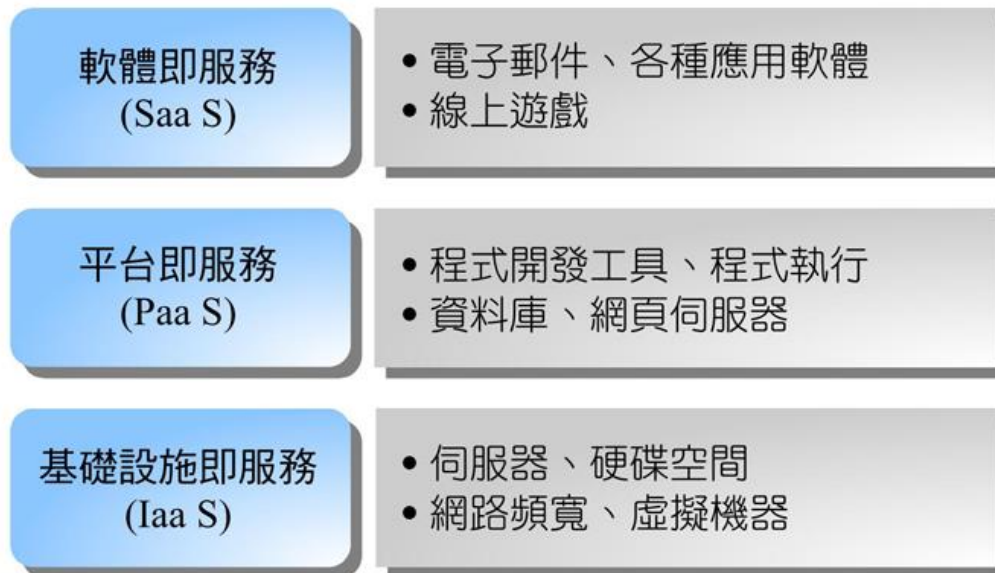 軟體即服務
(Saa S)
• 電子郵件、各種應用軟體
• 線上遊戲
平台即服務
(Paa S)
• 程式開發工具、程式執行
• 資料庫、網頁伺服器
基礎設施即服務
(Iaa S)
• 伺服器、硬碟空間
• 網路頻寬、虛擬機器